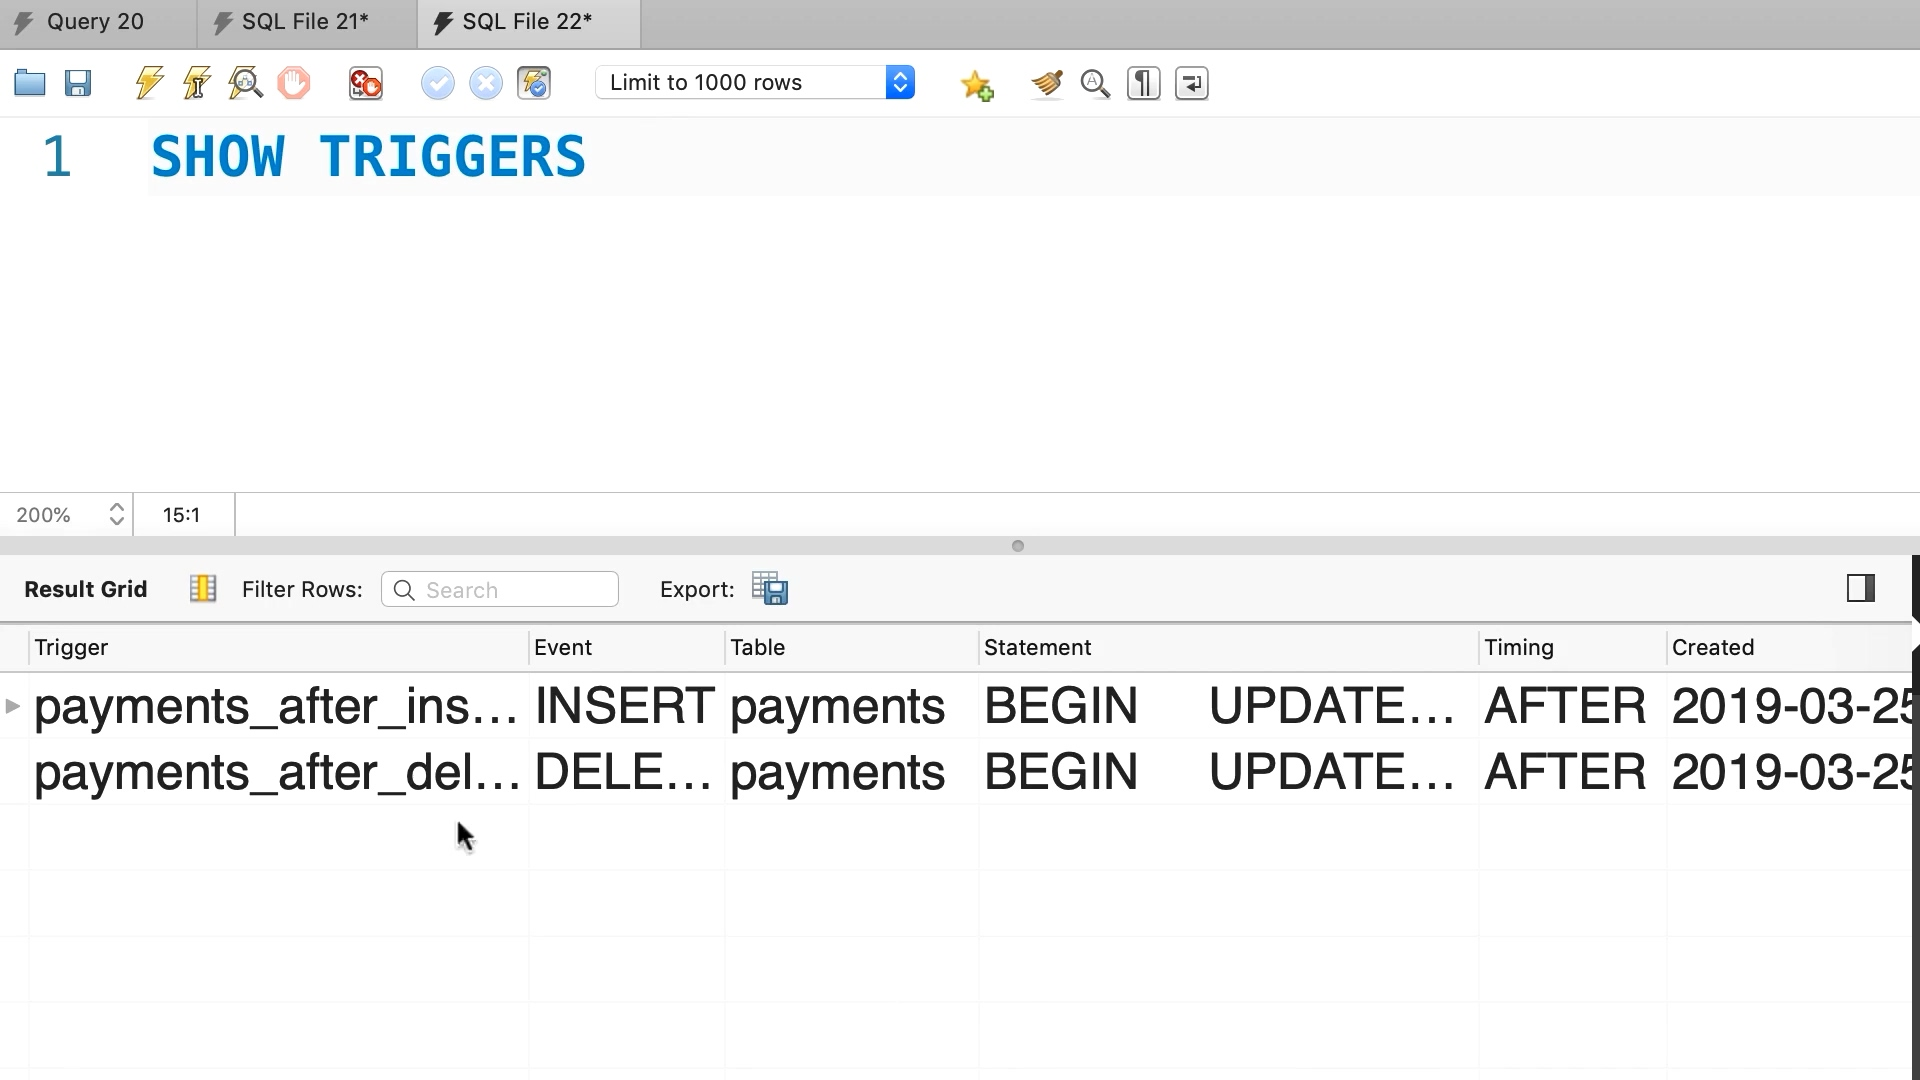 Query 20 SQL File 21* SQL File 22*
Limit to 1000 rows
1 SHOW TRIGGERS
200% 15:1
Result Grid Filter Rows: Search Export:
Trigger Event Table Statement Timing Created
payments_after_ins... INSERT payments BEGIN UPDATE... AFTER 2019-03-25
payments_after_del... DELE... payments BEGIN UPDATE... AFTER 2019-03-25